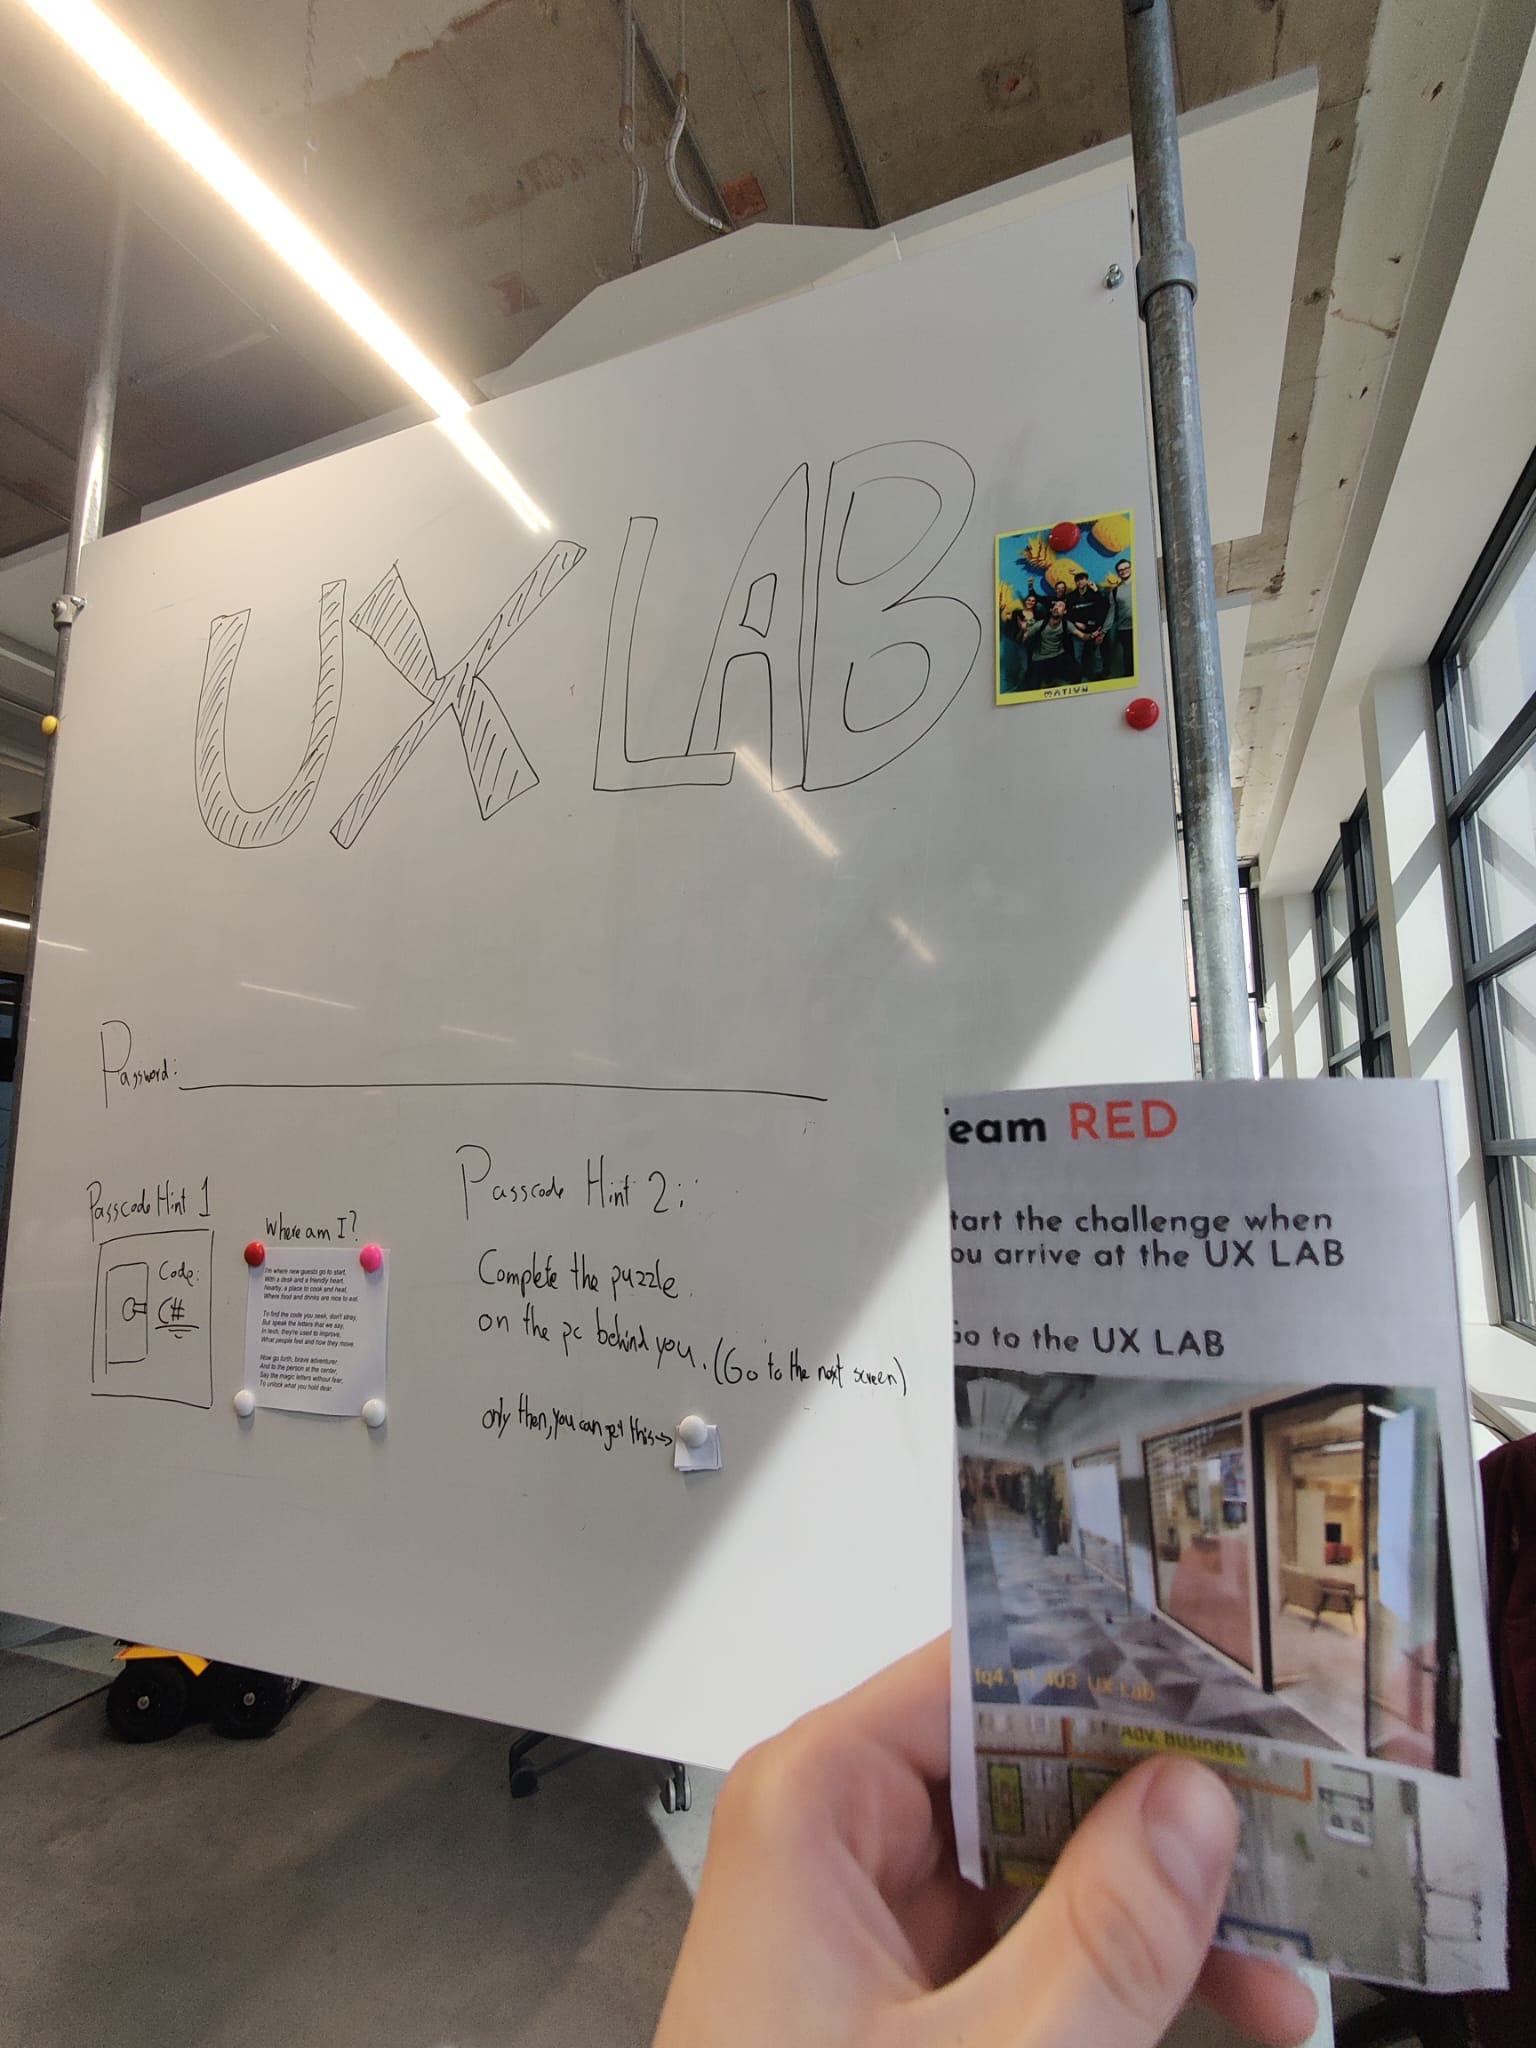 UX LAB
MATIVN
Password:
Passcode Hint 1
Code:
C#
Where am I?
I'm where new guests go to start,
With a desk and a friendly heart.
Nearby, a place to cook and heat,
Where food and drinks are nice to eat.
To find the code you seek, don't stray,
But speak the letters that we say,
In tech, they're used to improve,
What people feel and how they move.
Now go forth, brave adventurer,
And to the person at the center,
Say the magic letters without fear,
To unlock what you hold dear.
Passcode Hint 2:
Complete the puzzle
on the pc behind you. (Go to the next screen)
only then, you can get this→
eam RED
tart the challenge when
ou arrive at the UX LAB
o to the UX LAB
403 UX Lab
Adv. Business